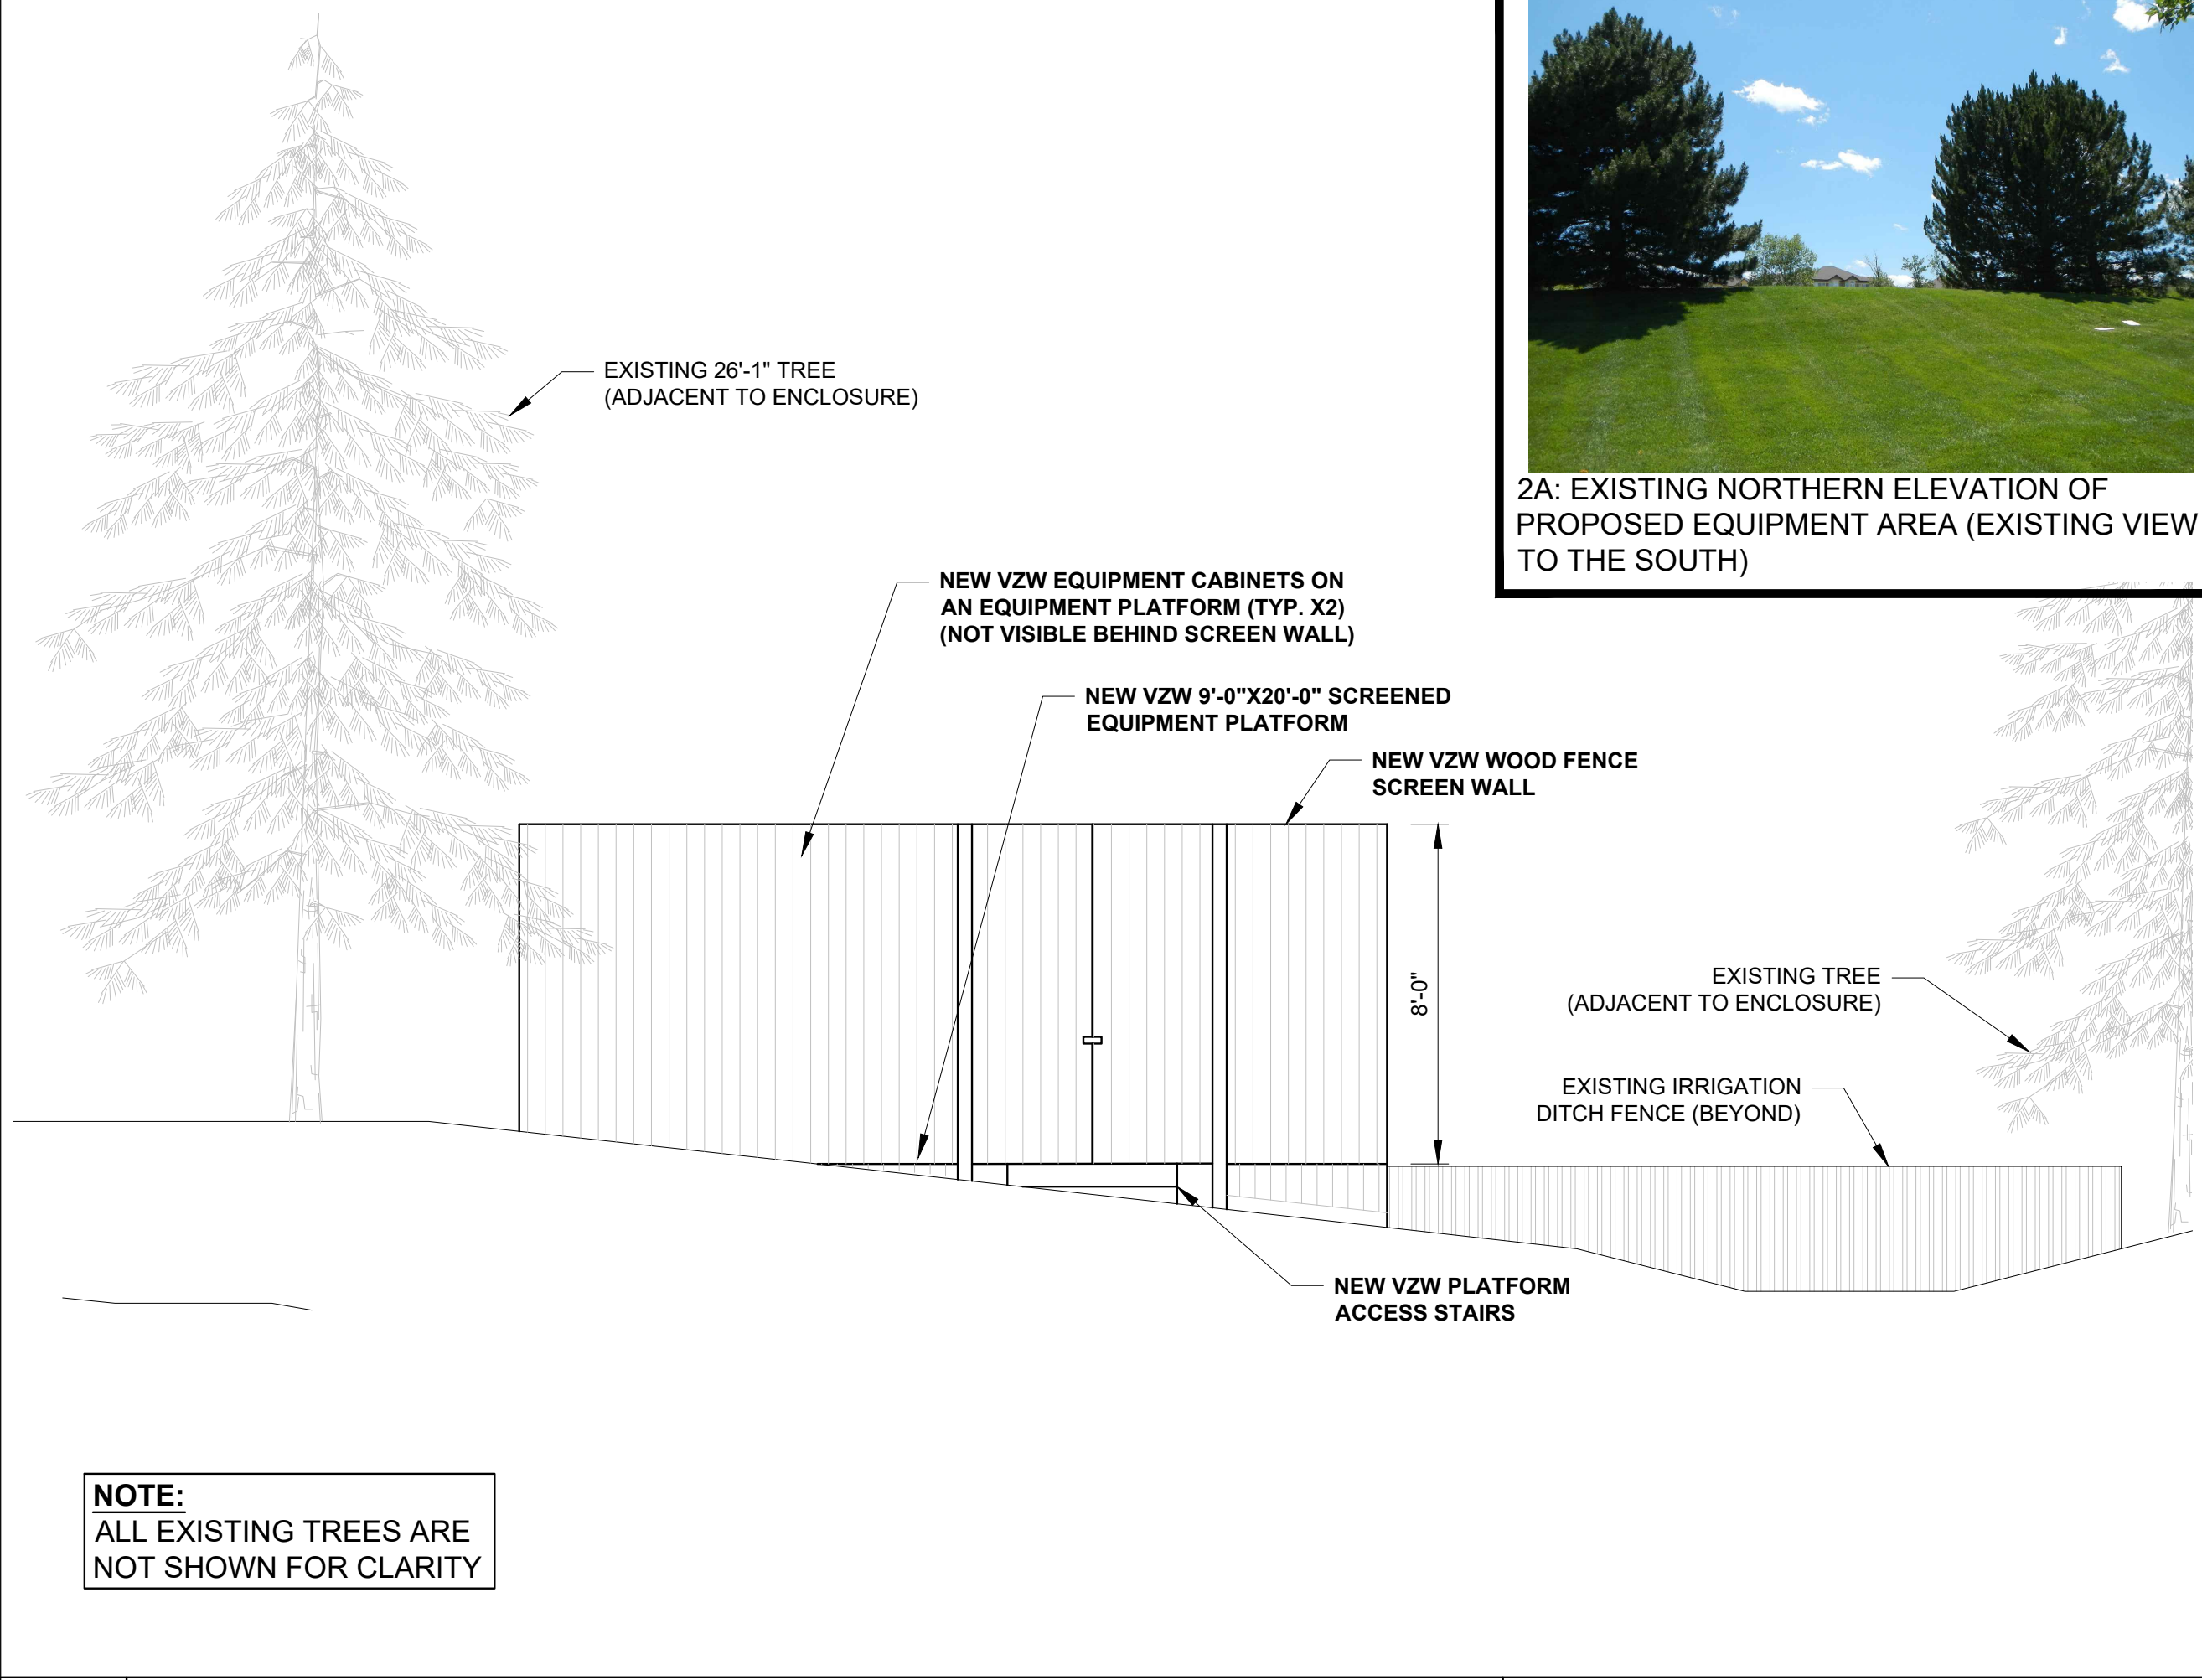 2A: EXISTING NORTHERN ELEVATION OF
PROPOSED EQUIPMENT AREA (EXISTING VIEW
TO THE SOUTH)
EXISTING 26'-1" TREE
(ADJACENT TO ENCLOSURE)
NEW VZW EQUIPMENT CABINETS ON
AN EQUIPMENT PLATFORM (TYP. X2)
(NOT VISIBLE BEHIND SCREEN WALL)
NEW VZW 9'-0"X20'-0" SCREENED
EQUIPMENT PLATFORM
NEW VZW WOOD FENCE
SCREEN WALL
8'-0"
EXISTING TREE
(ADJACENT TO ENCLOSURE)
EXISTING IRRIGATION
DITCH FENCE (BEYOND)
NEW VZW PLATFORM
ACCESS STAIRS
NOTE:
ALL EXISTING TREES ARE
NOT SHOWN FOR CLARITY